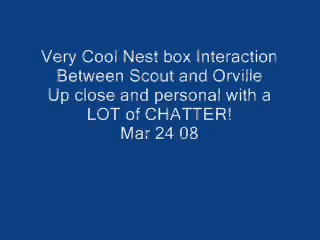 Very Cool Nest box Interaction
Between Scout and Orville
Up close and personal with a
LOT of CHATTER!
Mar 24 08